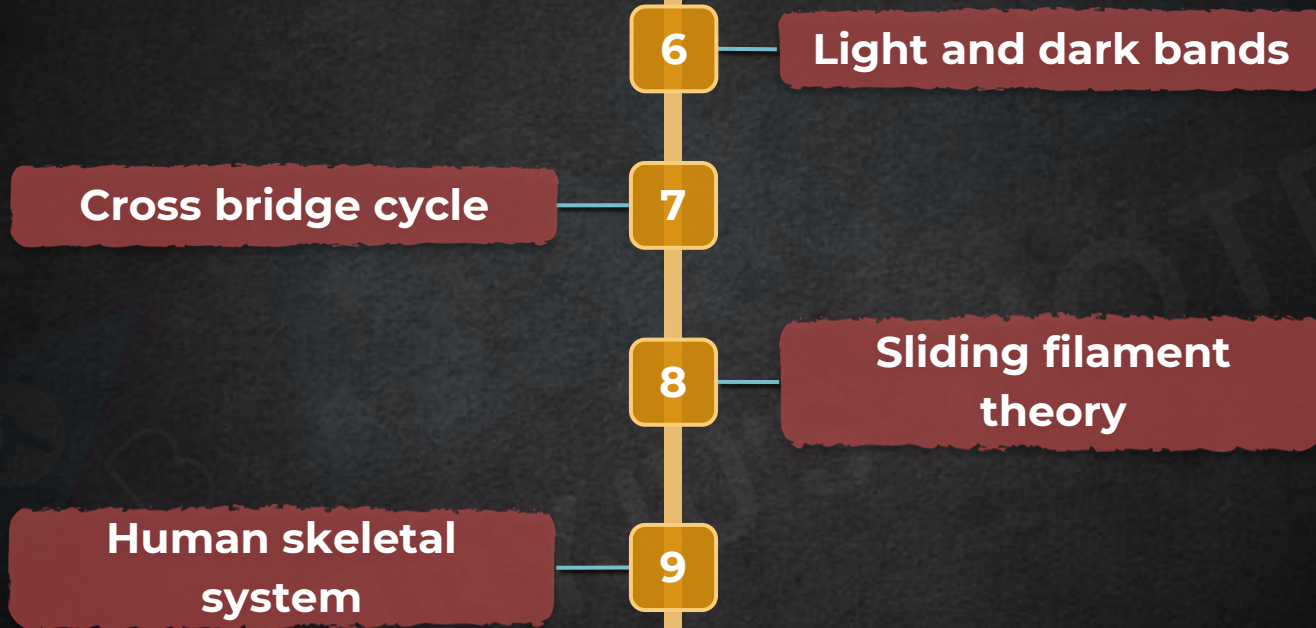 6
Light and dark bands
Cross bridge cycle
7
8
Sliding filament
theory
Human skeletal
system
9